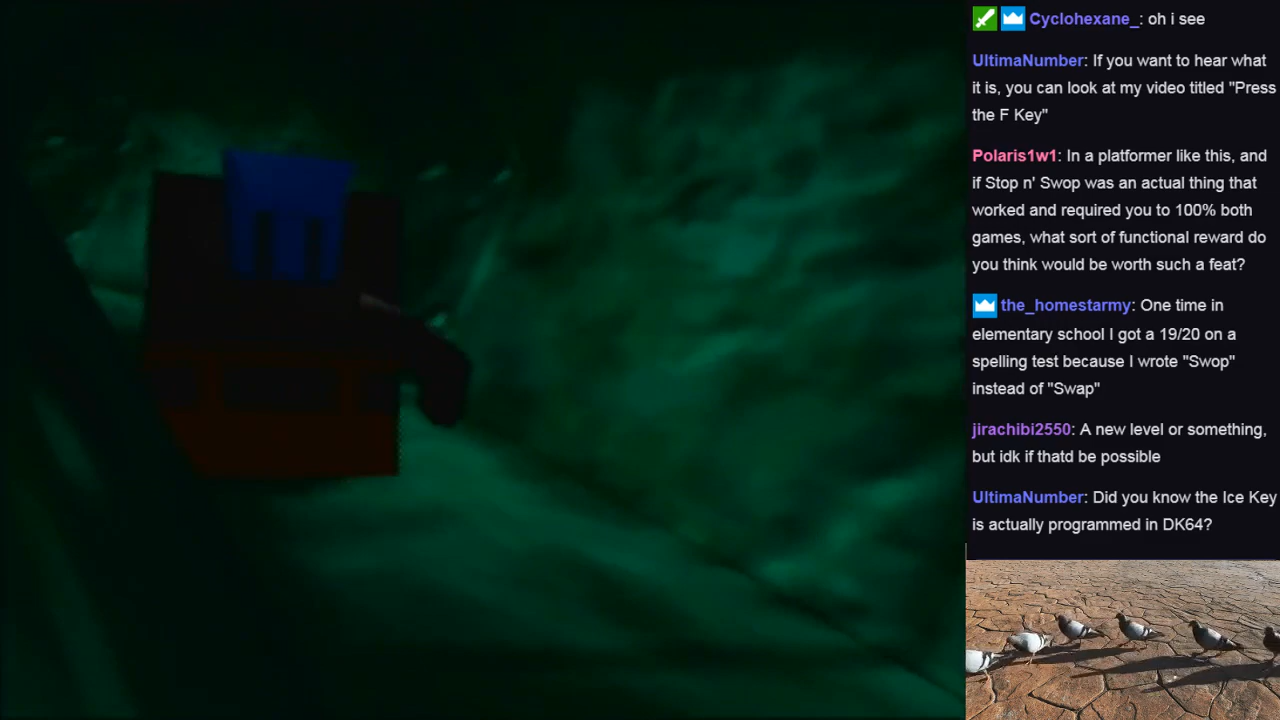 Cyclohexane_: oh i see
UltimaNumber: If you want to hear what
it is, you can look at my video titled "Press
the F Key"
Polaris1w1: In a platformer like this, and
if Stop n' Swop was an actual thing that
worked and required you to 100% both
games, what sort of functional reward do
you think would be worth such a feat?
the_homestarmy: One time in
elementary school I got a 19/20 on a
spelling test because I wrote "Swop"
instead of "Swap"
jirachibi2550: A new level or something,
but idk if thatd be possible
UltimaNumber: Did you know the Ice Key
is actually programmed in DK64?